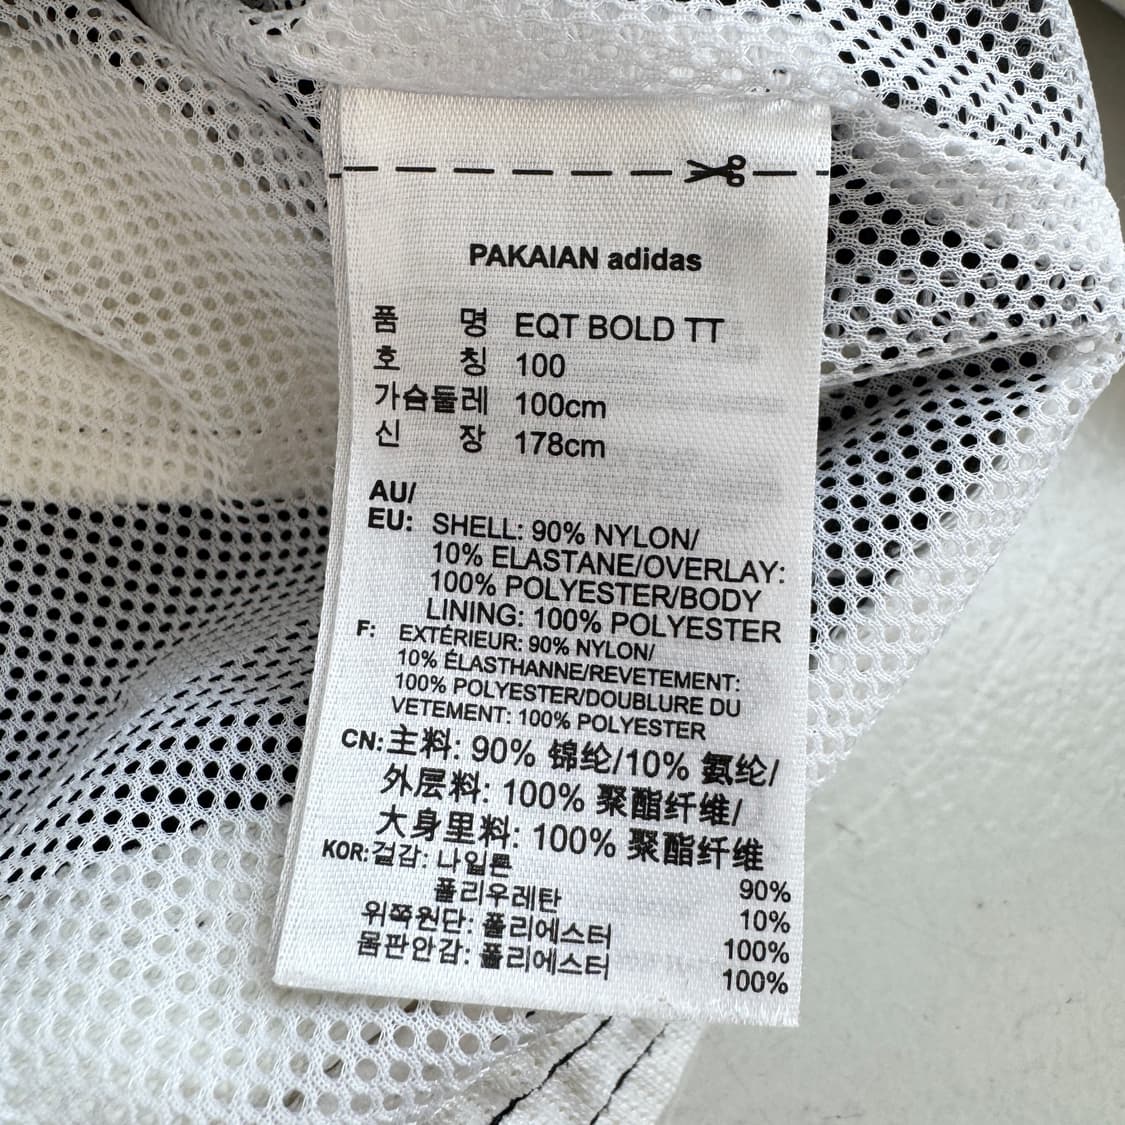 PAKAIAN adidas
품 명 EQT BOLD TT
호 칭 100
가슴둘레 100cm
신 장 178cm
AU/
EU: SHELL: 90% NYLON/
10% ELASTANE/OVERLAY:
100% POLYESTER/BODY
LINING: 100% POLYESTER
F: EXTÉRIEUR: 90% NYLON/
10% ÉLASTHANNE/REVETEMENT:
100% POLYESTER/DOUBLURE DU
VETEMENT: 100% POLYESTER
CN: 主料: 90% 锦纶/10% 氨纶/
外层料: 100% 聚酯纤维/
大身里料: 100% 聚酯纤维
KOR: 겉감: 나일론 90%
폴리우레탄 10%
위쪽원단: 폴리에스터 100%
몸판안감: 폴리에스터 100%